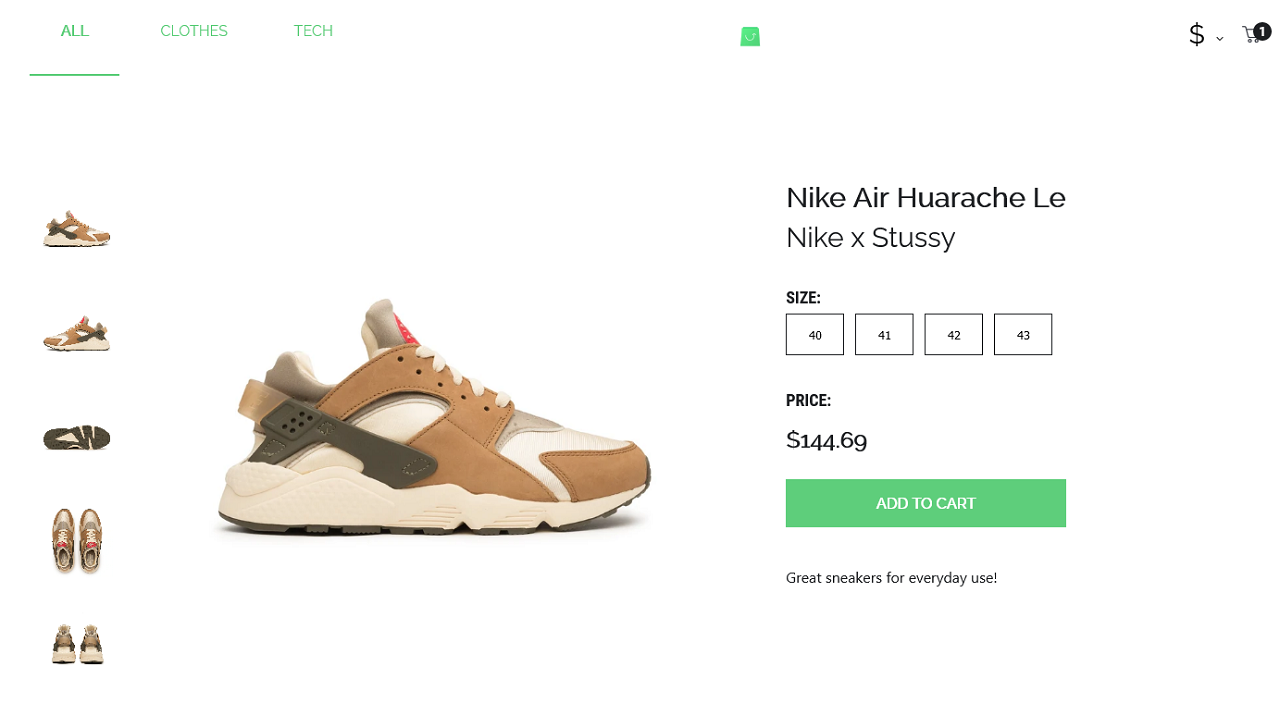 ALL CLOTHES TECH $ 1
Nike Air Huarache Le
Nike x Stussy
SIZE:
40 41 42 43
PRICE:
$144.69
ADD TO CART
Great sneakers for everyday use!